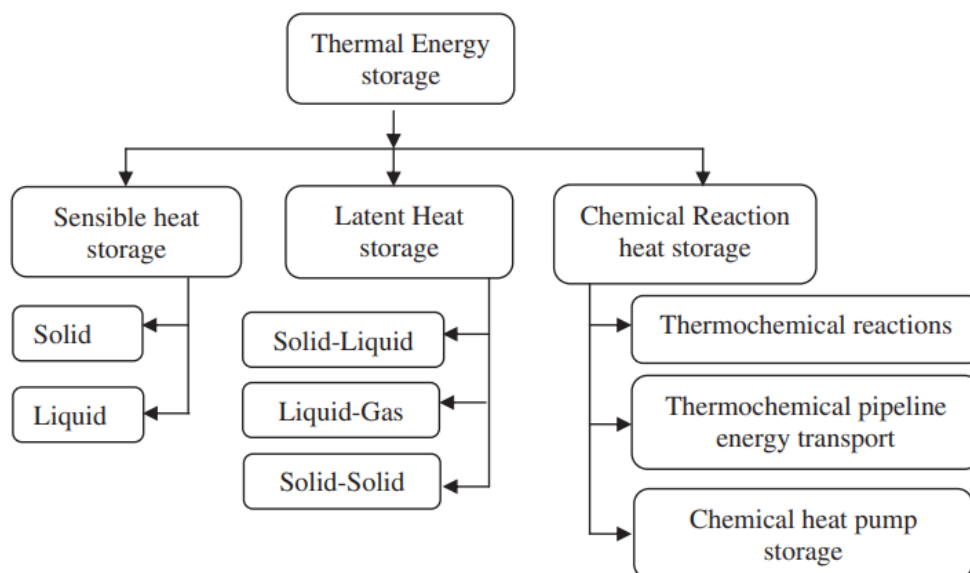 Thermal Energy
storage
Sensible heat
storage
Latent Heat
storage
Chemical Reaction
heat storage
Solid
Liquid
Solid-Liquid
Liquid-Gas
Solid-Solid
Thermochemical reactions
Thermochemical pipeline
energy transport
Chemical heat pump
storage